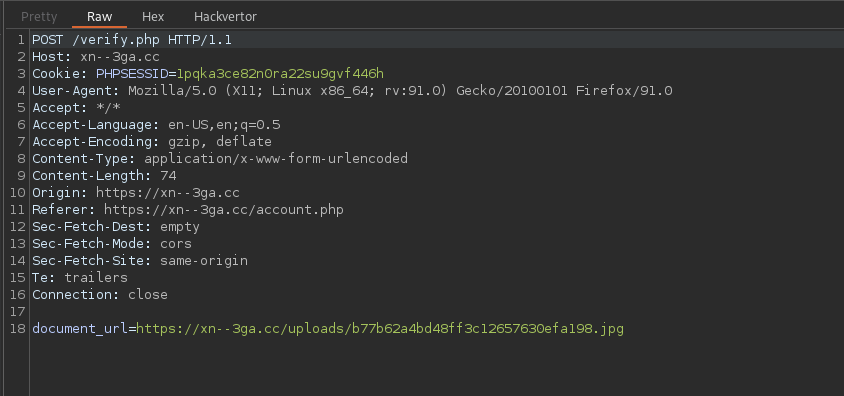 Pretty Raw Hex Hackvertor
1 POST /verify.php HTTP/1.1
2 Host: xn--3ga.cc
3 Cookie: PHPSESSID=1pqka3ce82n0ra22su9gvf446h
4 User-Agent: Mozilla/5.0 (X11; Linux x86_64; rv:91.0) Gecko/20100101 Firefox/91.0
5 Accept: */*
6 Accept-Language: en-US,en;q=0.5
7 Accept-Encoding: gzip, deflate
8 Content-Type: application/x-www-form-urlencoded
9 Content-Length: 74
10 Origin: https://xn--3ga.cc
11 Referer: https://xn--3ga.cc/account.php
12 Sec-Fetch-Dest: empty
13 Sec-Fetch-Mode: cors
14 Sec-Fetch-Site: same-origin
15 Te: trailers
16 Connection: close
17
18 document_url=https://xn--3ga.cc/uploads/b77b62a4bd48ff3c12657630efa198.jpg